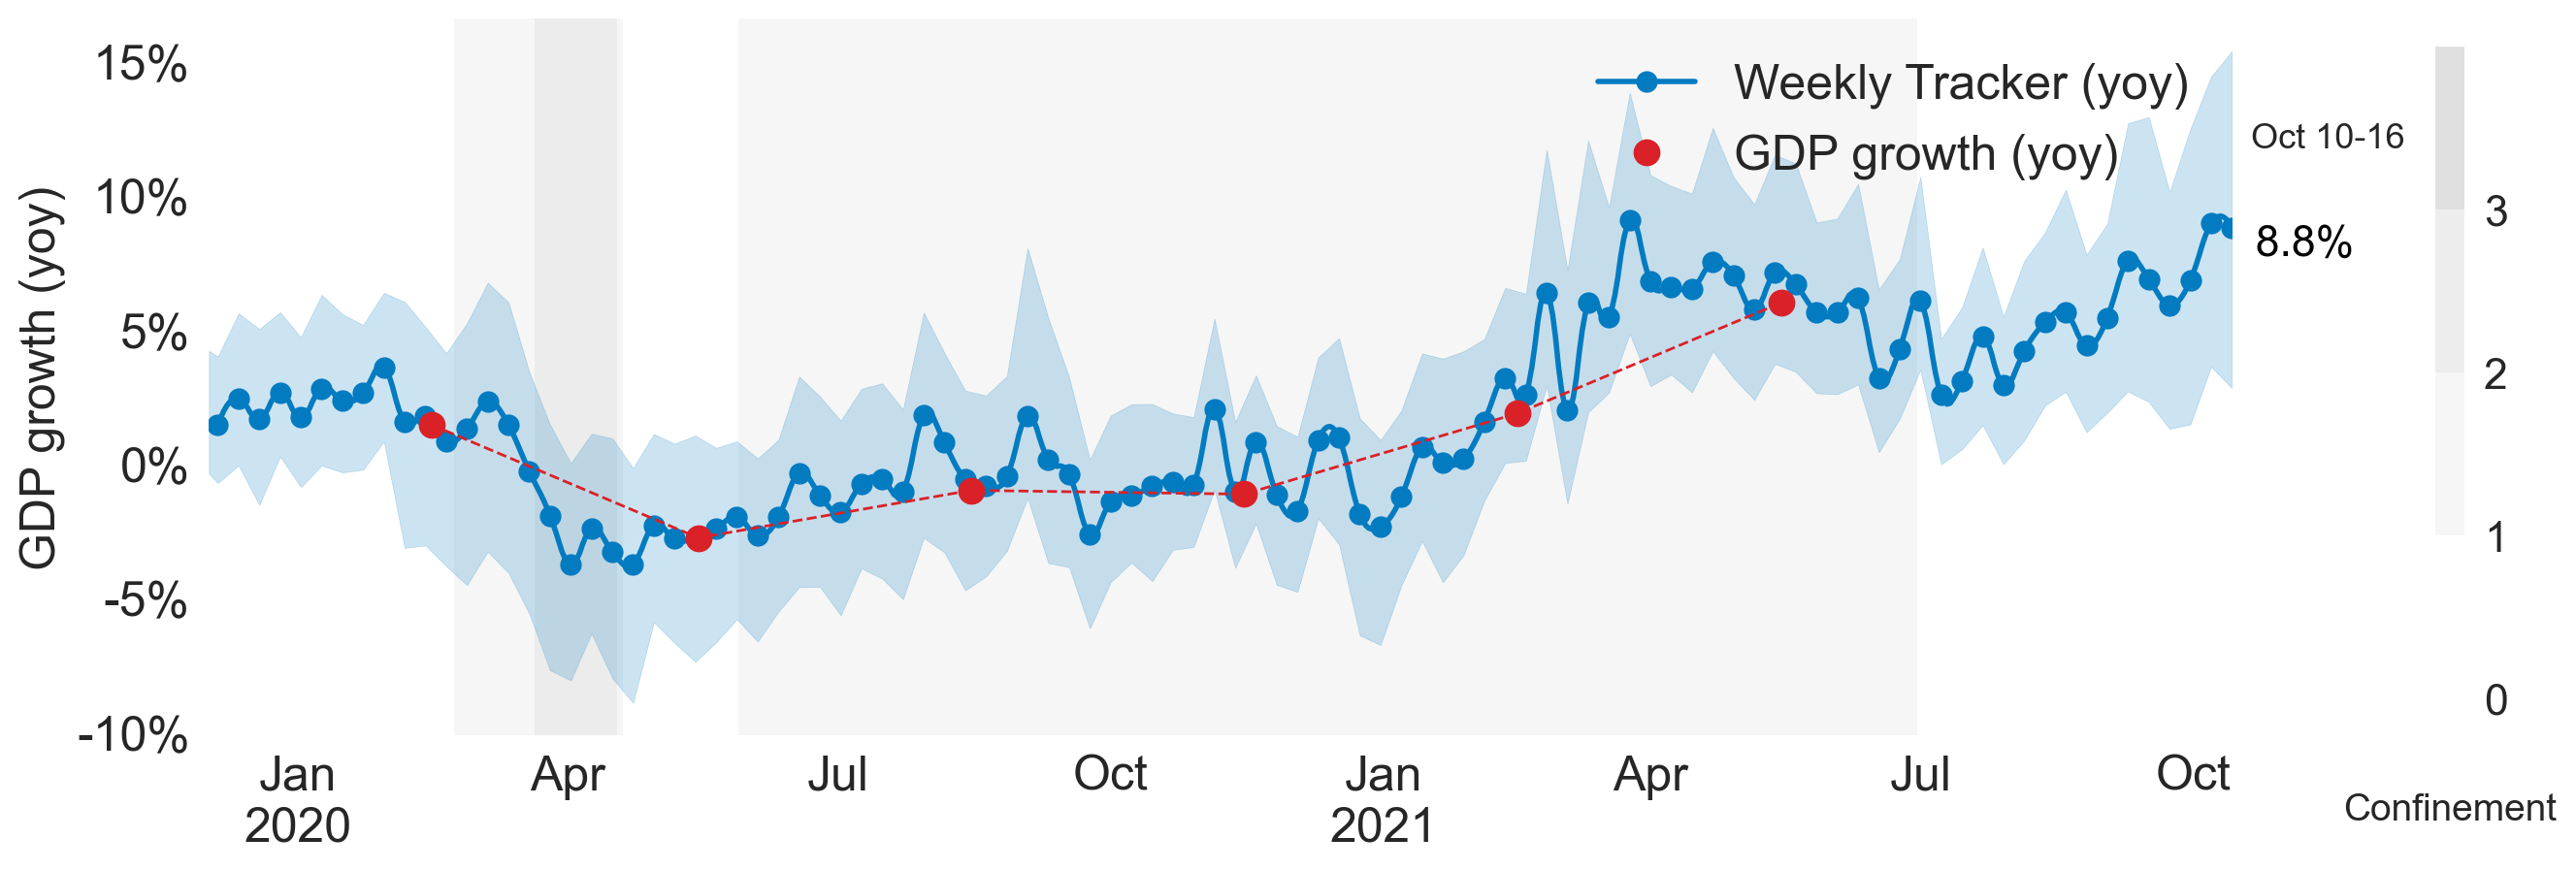 GDP growth (yoy)
15%
10%
5%
0%
-5%
-10%
Weekly Tracker (yoy)
GDP growth (yoy)
Oct 10-16
8.8%
3
2
1
0
Jan Apr Jul Oct Jan Apr Jul Oct
2020 2021
Confinement